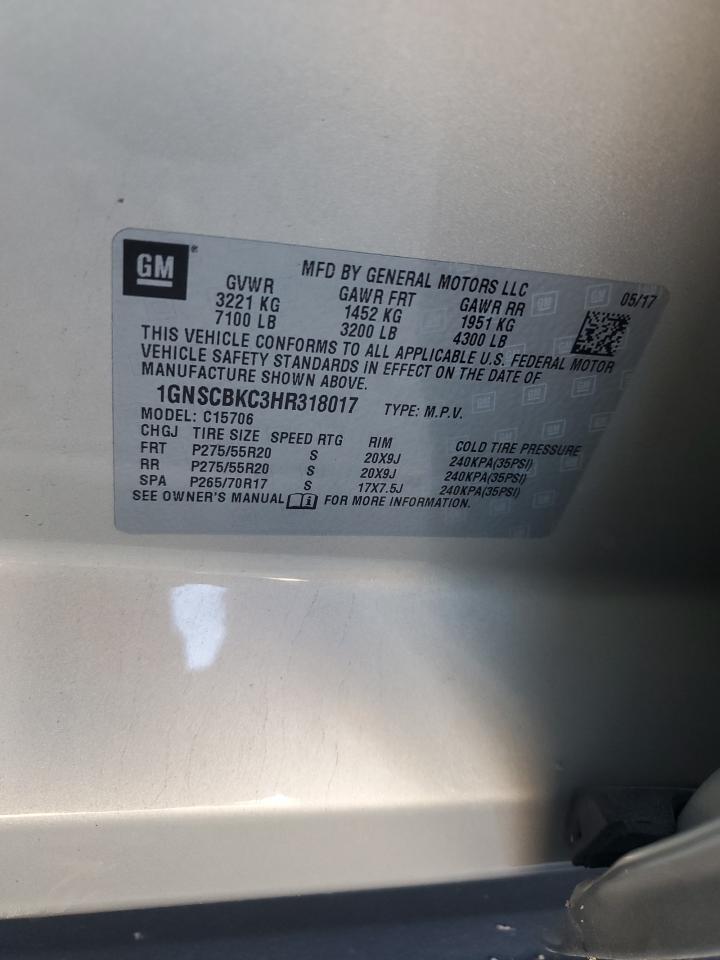 GM
MFD BY GENERAL MOTORS LLC 05/17
GVWR GAWR FRT GAWR RR
3221 KG 1452 KG 1951 KG
7100 LB 3200 LB 4300 LB
THIS VEHICLE CONFORMS TO ALL APPLICABLE U.S. FEDERAL MOTOR
VEHICLE SAFETY STANDARDS IN EFFECT ON THE DATE OF
MANUFACTURE SHOWN ABOVE.
1GNSCBKC3HR318017 TYPE: M.P.V.
MODEL: C15706
CHGJ TIRE SIZE SPEED RTG RIM COLD TIRE PRESSURE
FRT P275/55R20 S 20X9J 240KPA(35PSI)
RR P275/55R20 S 20X9J 240KPA(35PSI)
SPA P265/70R17 S 17X7.5J 240KPA(35PSI)
SEE OWNER'S MANUAL i FOR MORE INFORMATION.